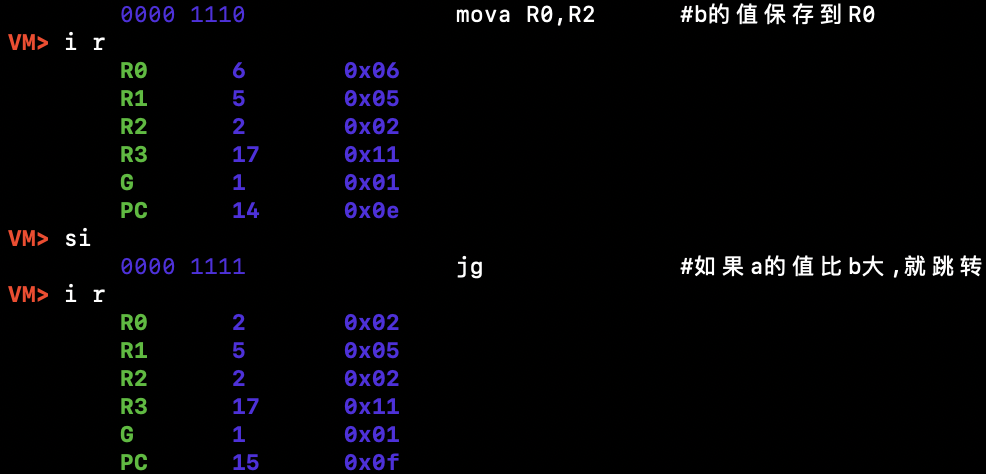 0000 1110 mova R0,R2 #b的值保存到R0
VM> i r
R0 6 0x06
R1 5 0x05
R2 2 0x02
R3 17 0x11
G 1 0x01
PC 14 0x0e
VM> si
0000 1111 jg #如果a的值比b大,就跳转
VM> i r
R0 2 0x02
R1 5 0x05
R2 2 0x02
R3 17 0x11
G 1 0x01
PC 15 0x0f